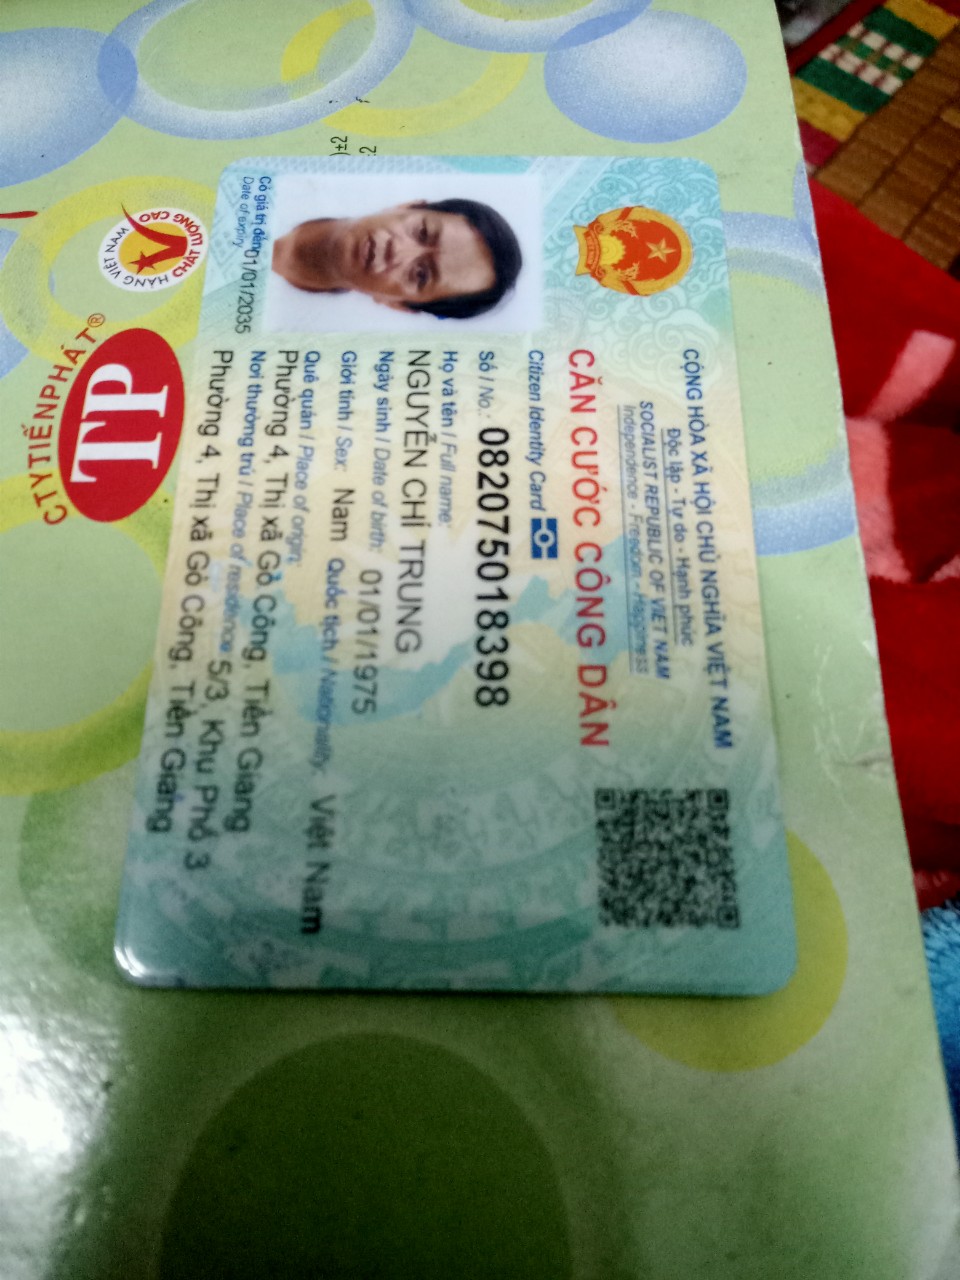 CỘNG HÒA XÃ HỘI CHỦ NGHĨA VIỆT NAM
Độc lập - Tự do - Hạnh phúc
SOCIALIST REPUBLIC OF VIET NAM
Independence - Freedom - Happiness
CĂN CƯỚC CÔNG DÂN
Citizen Identity Card
Số / No.: 082075018398
Họ và tên / Full name:
NGUYỄN CHÍ TRUNG
Ngày sinh / Date of birth: 01/01/1975
Giới tính / Sex: Nam Quốc tịch / Nationality: Việt Nam
Quê quán / Place of origin:
Phường 4, Thị xã Gò Công, Tiền Giang
Nơi thường trú / Place of residence: 5/3, Khu Phố 3
Phường 4, Thị xã Gò Công, Tiền Giang
Có giá trị đến: 01/01/2035
Date of expiry
HÀNG VIỆT NAM CHẤT LƯỢNG CAO
TP
CTY TIẾN PHÁT®